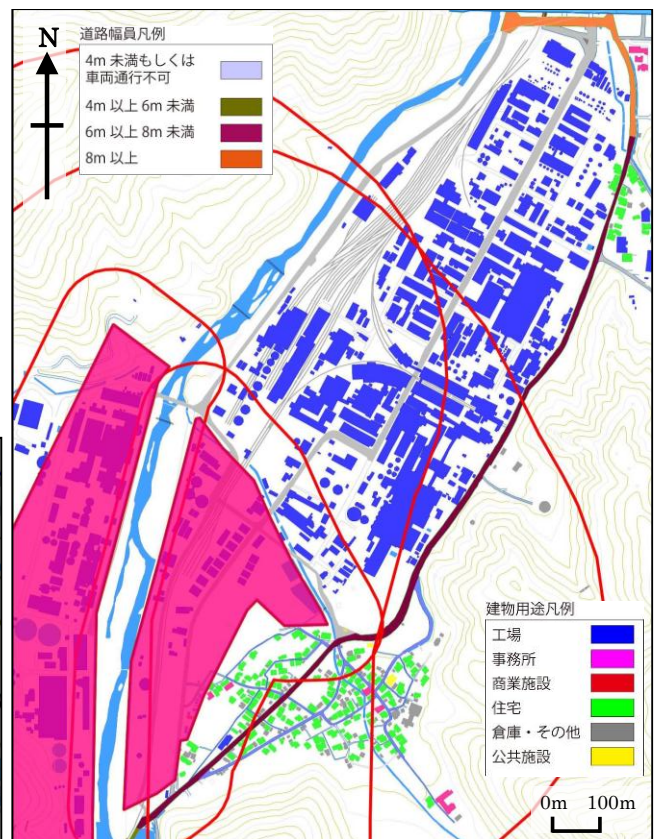 N
道路幅員凡例
4m 未満もしくは
車両通行不可
4m 以上 6m 未満
6m 以上 8m 未満
8m 以上
建物用途凡例
工場
事務所
商業施設
住宅
倉庫・その他
公共施設
0m 100m